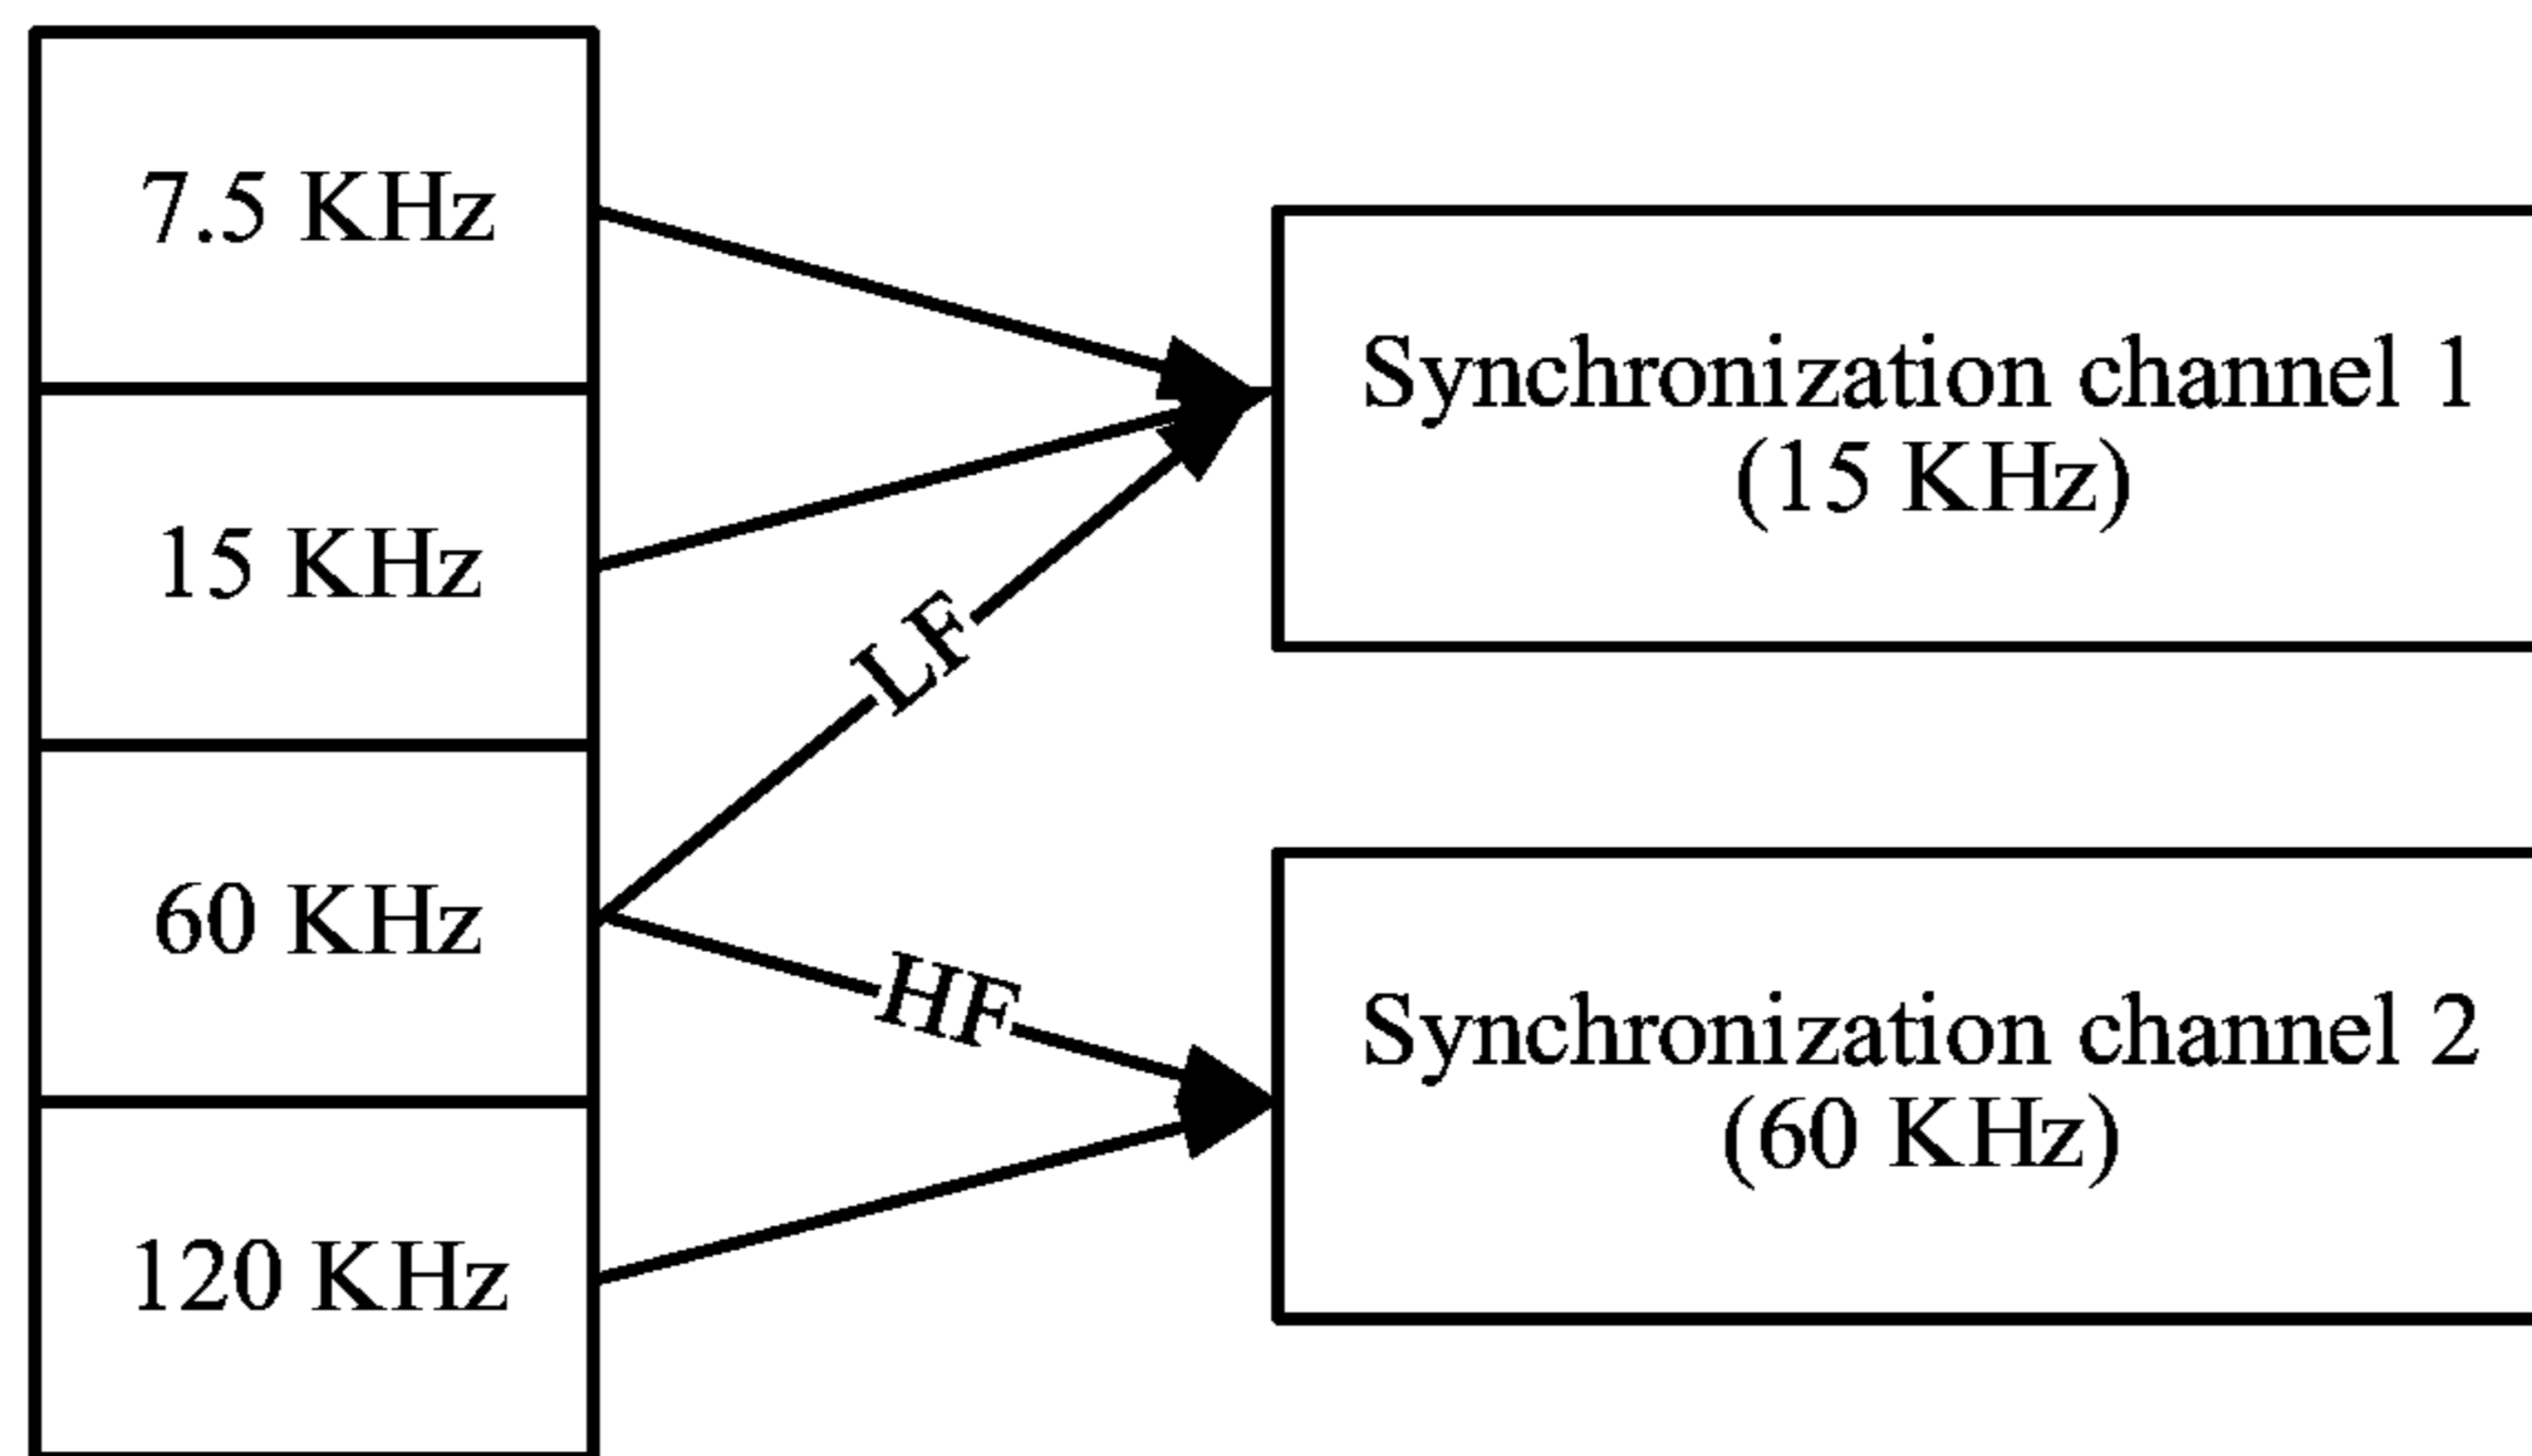 7.5 KHz
15 KHz
60 KHz
120 KHz
LF
HF
Synchronization channel 1
(15 KHz)
Synchronization channel 2
(60 KHz)